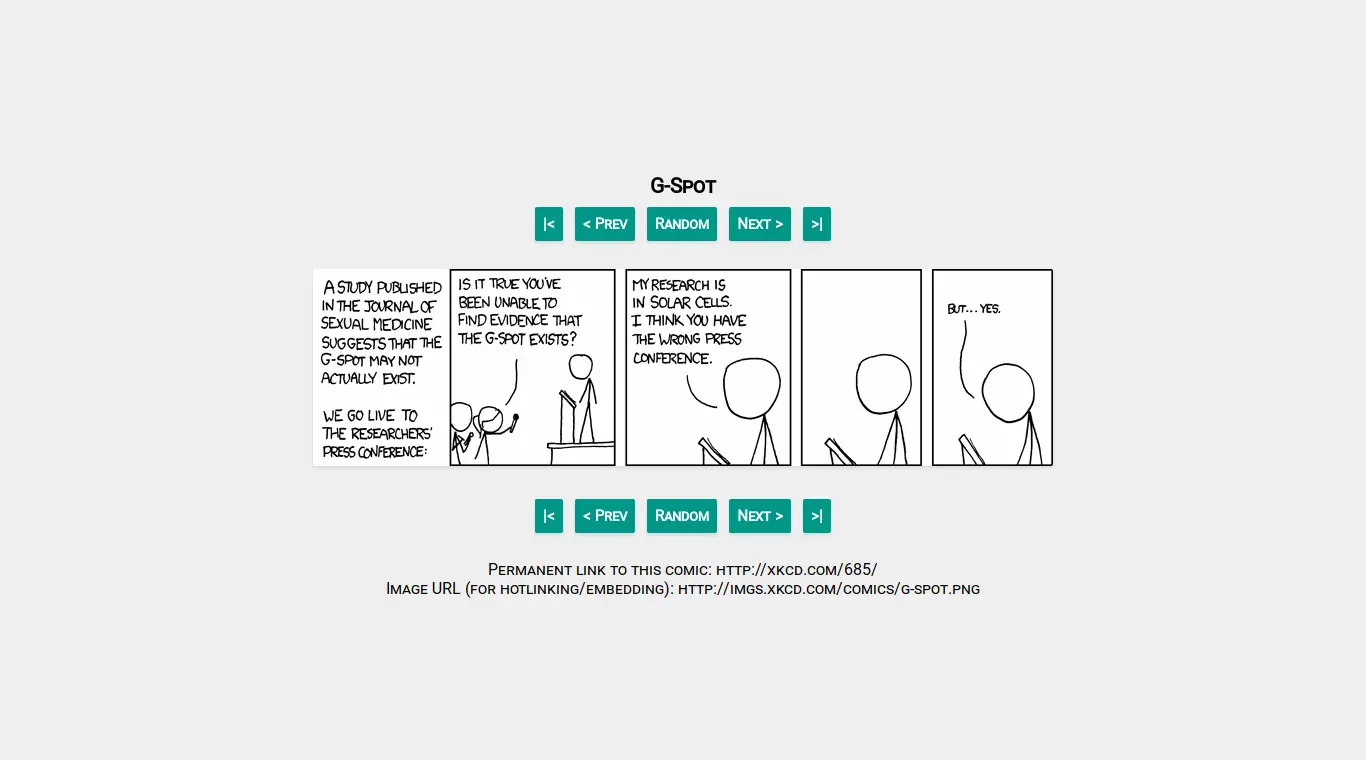 G-Spot
|<
< Prev
Random
Next >
>|
A STUDY PUBLISHED
IN THE JOURNAL OF
SEXUAL MEDICINE
SUGGESTS THAT THE
G-SPOT MAY NOT
ACTUALLY EXIST.
WE GO LIVE TO
THE RESEARCHERS'
PRESS CONFERENCE:
IS IT TRUE YOU'VE
BEEN UNABLE TO
FIND EVIDENCE THAT
THE G-SPOT EXISTS?
MY RESEARCH IS
IN SOLAR CELLS.
I THINK YOU HAVE
THE WRONG PRESS
CONFERENCE.
BUT... YES.
|<
< Prev
Random
Next >
>|
Permanent link to this comic: http://xkcd.com/685/
Image URL (for hotlinking/embedding): http://imgs.xkcd.com/comics/g-spot.png